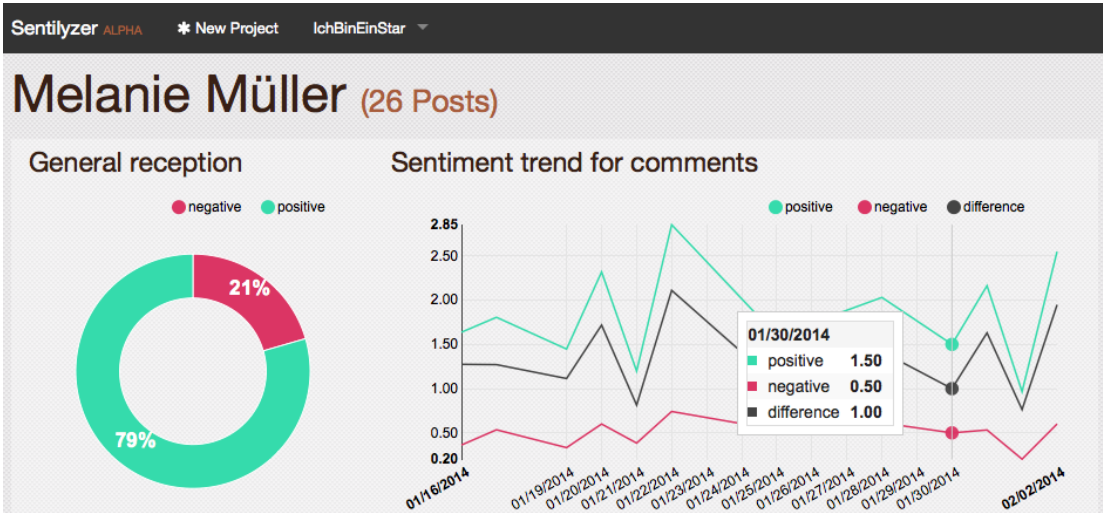 Sentilyzer ALPHA ✱ New Project IchBinEinStar
Melanie Müller (26 Posts)
General reception
negative positive
21%
79%
Sentiment trend for comments
positive negative difference
2.85
2.50
2.00
1.50
1.00
0.50
0.20
01/30/2014
positive 1.50
negative 0.50
difference 1.00
01/16/2014 01/19/2014 01/20/2014 01/21/2014 01/22/2014 01/23/2014 01/24/2014 01/25/2014 01/26/2014 01/27/2014 01/28/2014 01/29/2014 01/30/2014 02/02/2014